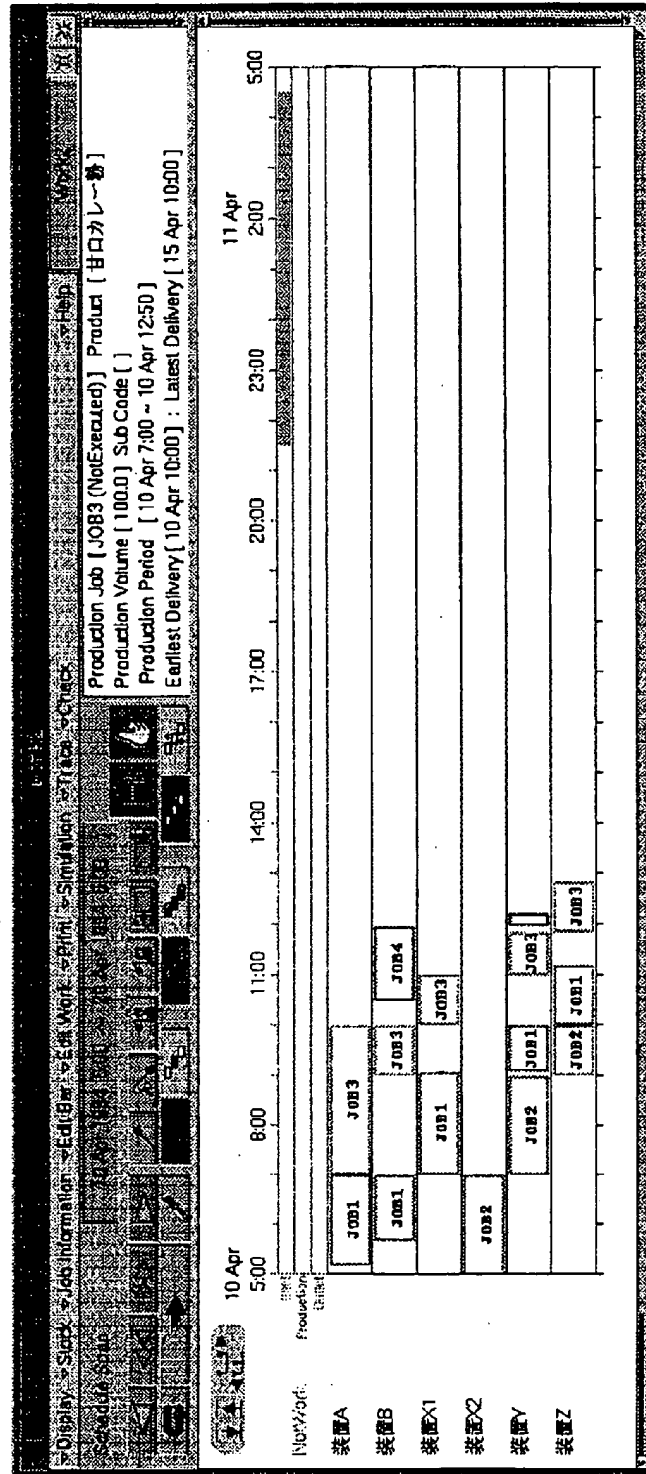 Display Stock Job Information Edit Bar Edit Work Print Simulation Trace Check Help
Schedule Span
Production Job [ JOB3 (NotExecuted) ] Product [ 甘口カレー粉 ]
Production Volume [ 100.0 ] Sub Code [ ]
Production Period [ 10 Apr 7:00 ~ 10 Apr 12:50 ]
Earliest Delivery [ 10 Apr 10:00 ] : Latest Delivery [ 15 Apr 10:00 ]
10 Apr 11 Apr
5:00 8:00 11:00 14:00 17:00 20:00 23:00 2:00 5:00
Production
装置A JOB1 JOB3
装置B JOB1 JOB3 JOB4
装置X1 JOB1 JOB3
装置X2 JOB2
装置Y JOB2 JOB1 JOB3
装置Z JOB2 JOB1 JOB3